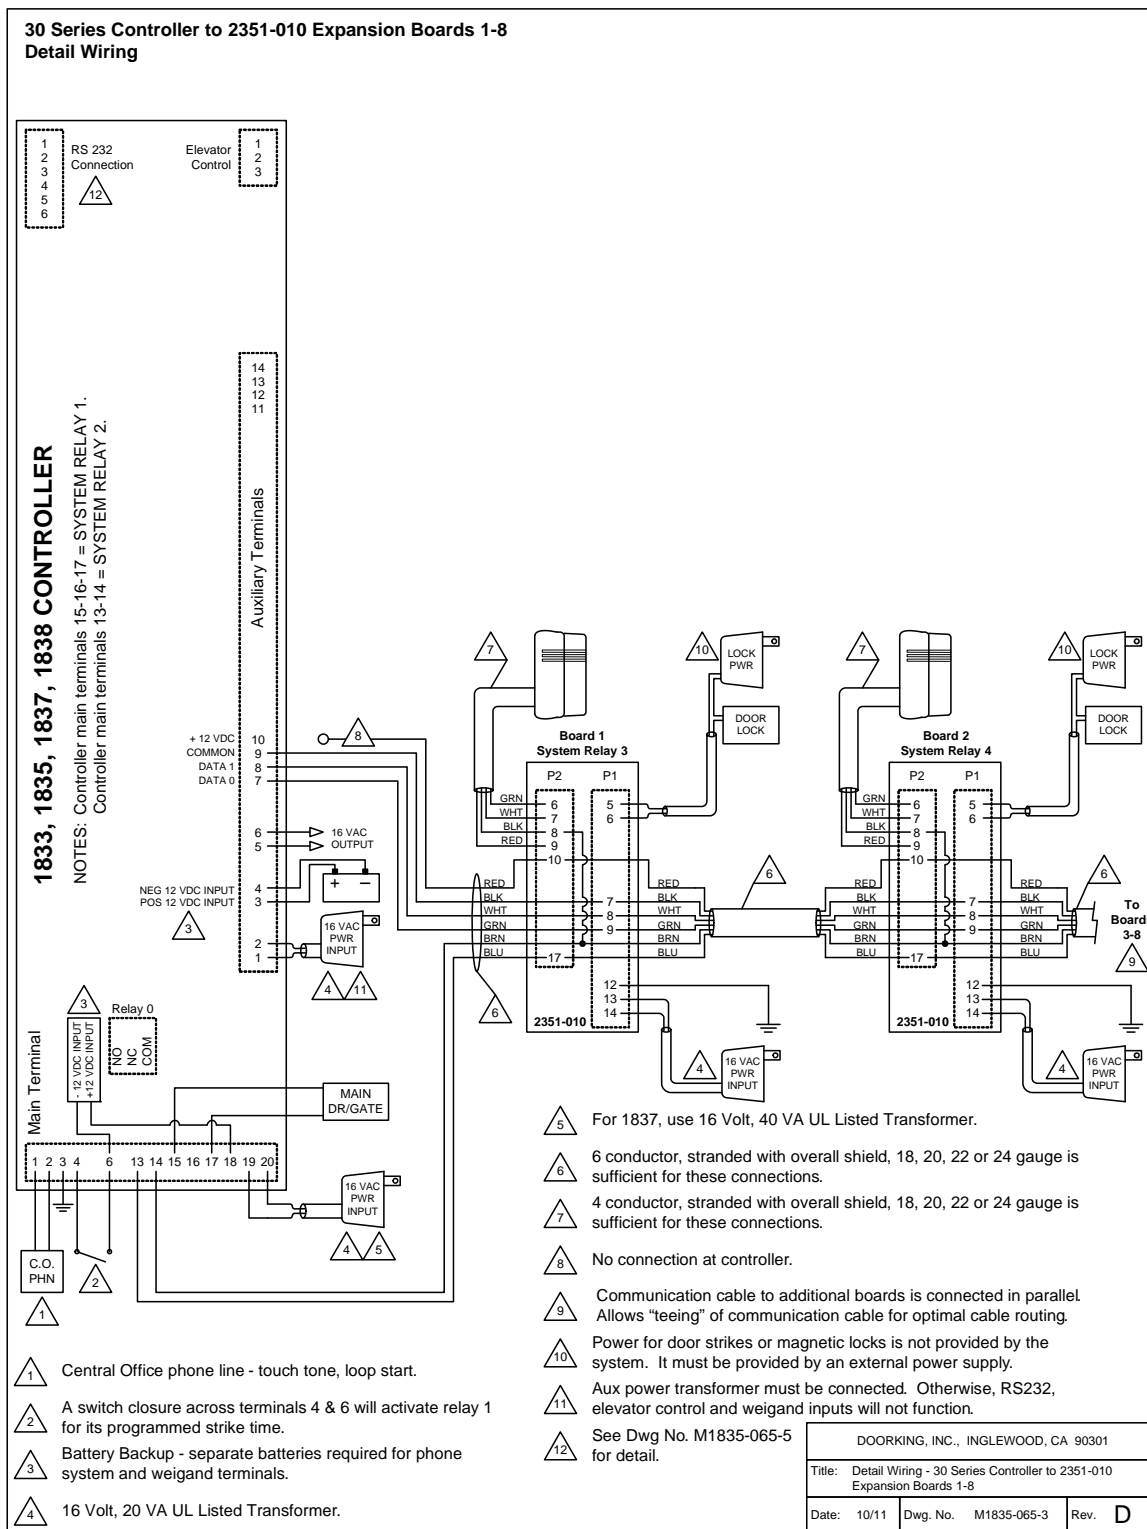 30 Series Controller to 2351-010 Expansion Boards 1-8
Detail Wiring
1
2
3
4
5
6
RS 232
Connection
12
Elevator
Control
1
2
3
1833, 1835, 1837, 1838 CONTROLLER
NOTES: Controller main terminals 15-16-17 = SYSTEM RELAY 1.
Controller main terminals 13-14 = SYSTEM RELAY 2.
Auxiliary Terminals
14
13
12
11
+ 12 VDC 10
COMMON 9
DATA 1 8
DATA 0 7
6
5
16 VAC
OUTPUT
NEG 12 VDC INPUT 4
POS 12 VDC INPUT 3
3
+ −
2
1
16 VAC
PWR
INPUT
4 11
8
7
10
LOCK
PWR
DOOR
LOCK
Board 1
System Relay 3
P2 P1
GRN 6
WHT 7
BLK 8
RED 9
10
5
6
RED
BLK
WHT
GRN
BRN
BLU
17
7
8
9
12
13
14
RED
BLK
WHT
GRN
BRN
BLU
2351-010
6
6
4
16 VAC
PWR
INPUT
7
10
LOCK
PWR
DOOR
LOCK
Board 2
System Relay 4
P2 P1
GRN 6
WHT 7
BLK 8
RED 9
10
5
6
RED
BLK
WHT
GRN
BRN
BLU
17
7
8
9
12
13
14
RED
BLK
WHT
GRN
BRN
BLU
2351-010
6
To
Board
3-8
9
4
16 VAC
PWR
INPUT
3
- 12 VDC INPUT
+12 VDC INPUT
Relay 0
NO
NC
COM
Main Terminal
1 2 3 4 6 13 14 15 16 17 18 19 20
MAIN
DR/GATE
16 VAC
PWR
INPUT
4 5
C.O.
PHN
1
2
1 Central Office phone line - touch tone, loop start.
2 A switch closure across terminals 4 & 6 will activate relay 1
for its programmed strike time.
3 Battery Backup - separate batteries required for phone
system and weigand terminals.
4 16 Volt, 20 VA UL Listed Transformer.
5 For 1837, use 16 Volt, 40 VA UL Listed Transformer.
6 6 conductor, stranded with overall shield, 18, 20, 22 or 24 gauge is
sufficient for these connections.
7 4 conductor, stranded with overall shield, 18, 20, 22 or 24 gauge is
sufficient for these connections.
8 No connection at controller.
9 Communication cable to additional boards is connected in parallel.
Allows “teeing” of communication cable for optimal cable routing.
10 Power for door strikes or magnetic locks is not provided by the
system. It must be provided by an external power supply.
11 Aux power transformer must be connected. Otherwise, RS232,
elevator control and weigand inputs will not function.
12 See Dwg No. M1835-065-5
for detail.
DOORKING, INC., INGLEWOOD, CA 90301
Title: Detail Wiring - 30 Series Controller to 2351-010
Expansion Boards 1-8
Date: 10/11 Dwg. No. M1835-065-3 Rev. D